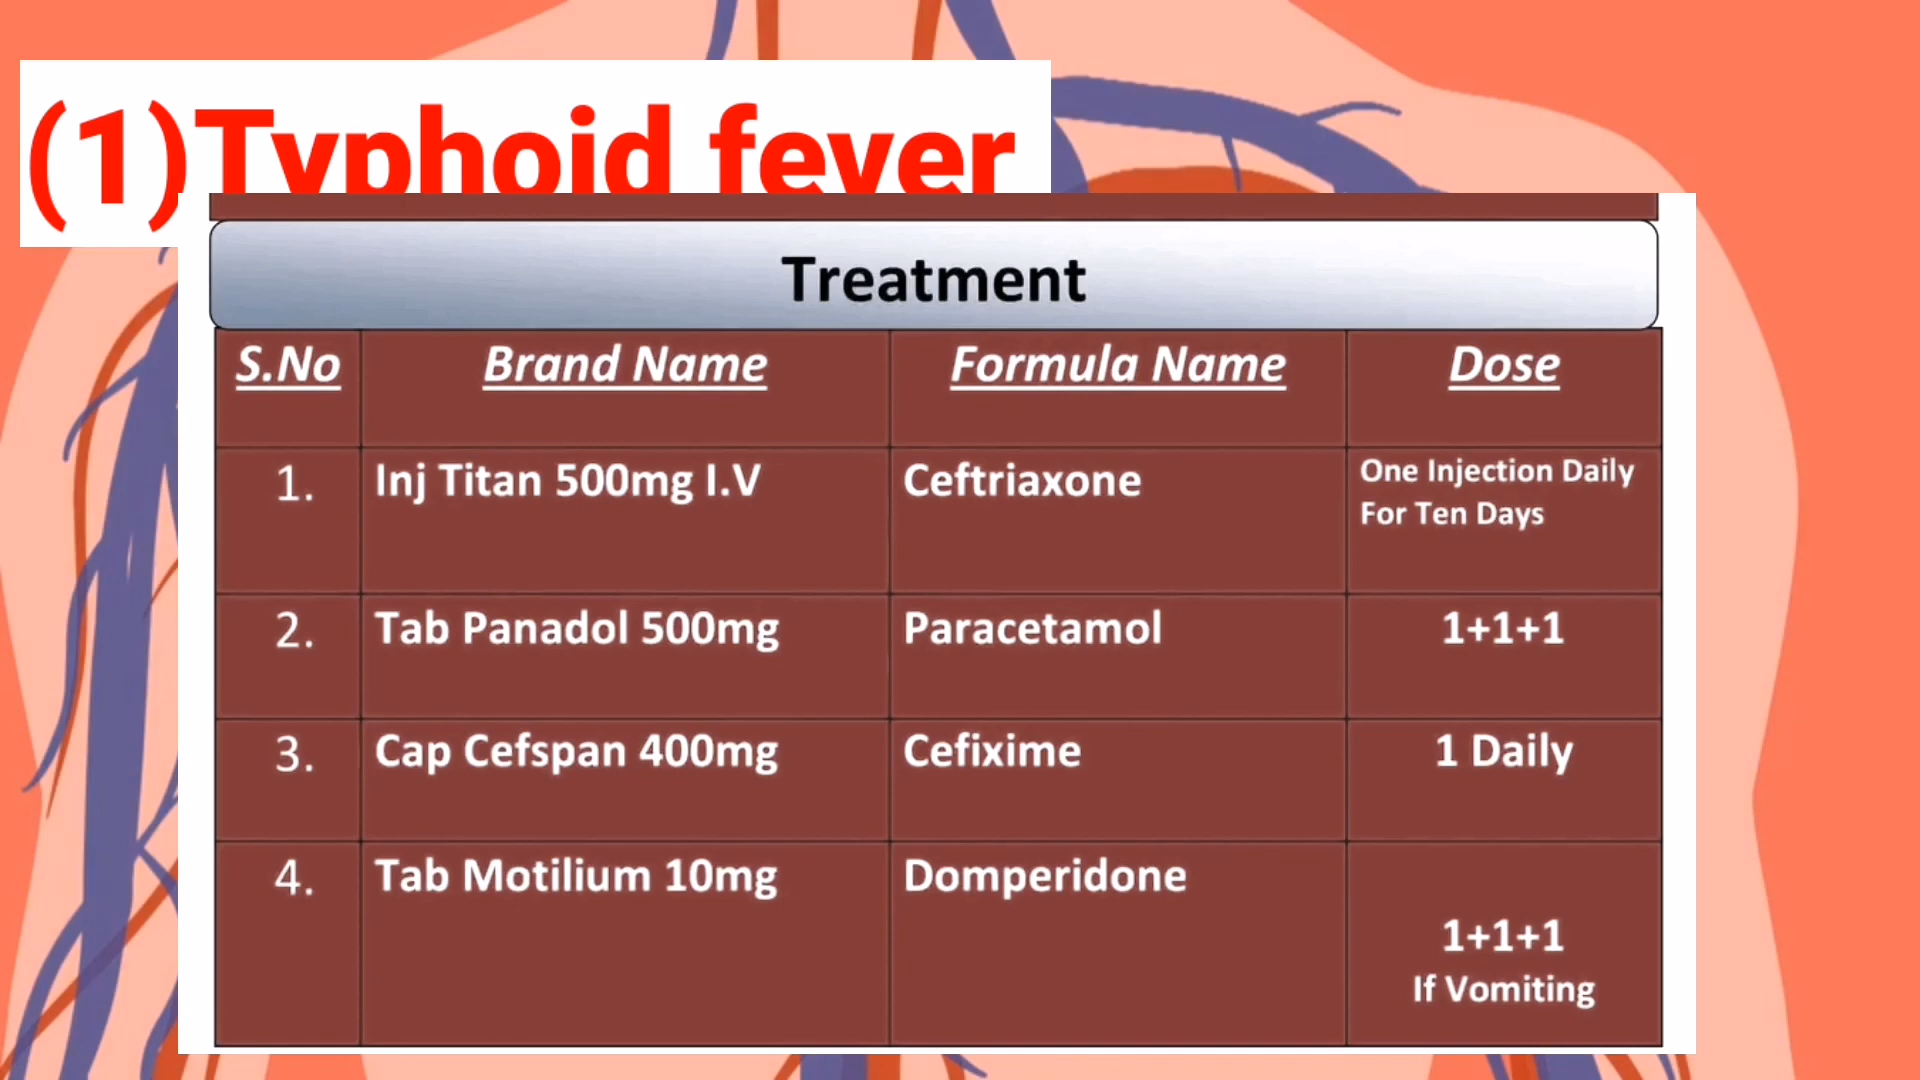 (1)Typhoid fever
Treatment
S.No Brand Name Formula Name Dose
1. Inj Titan 500mg I.V Ceftriaxone One Injection Daily
For Ten Days
2. Tab Panadol 500mg Paracetamol 1+1+1
3. Cap Cefspan 400mg Cefixime 1 Daily
4. Tab Motilium 10mg Domperidone
1+1+1
If Vomiting